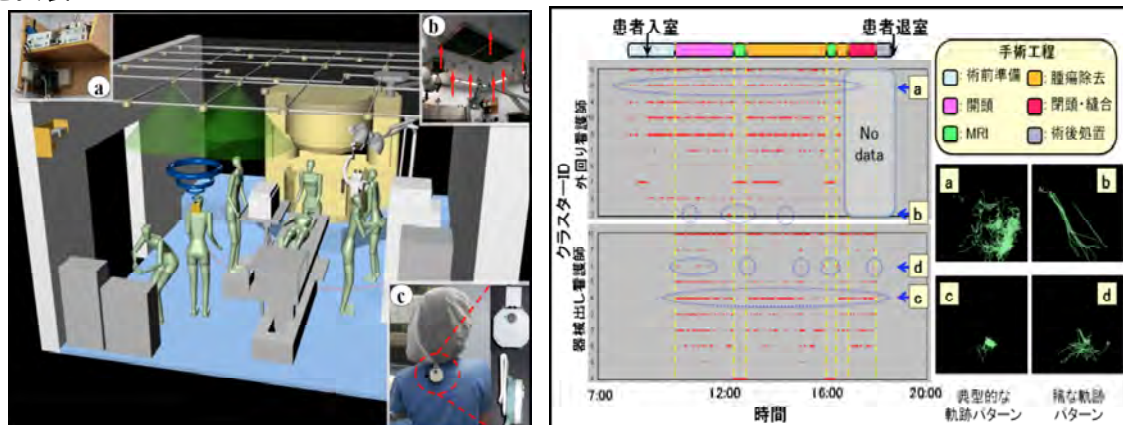 a
b
c
患者入室
患者退室
手術工程
: 術前準備
: 腫瘍除去
: 開頭
: 閉頭・縫合
: MRI
: 術後処置
クラスターID
外回り看護師
器械出し看護師
No
data
a
b
d
c
7:00
12:00
16:00
20:00
時間
a
b
c
d
典型的な
軌跡パターン
稀な軌跡
パターン